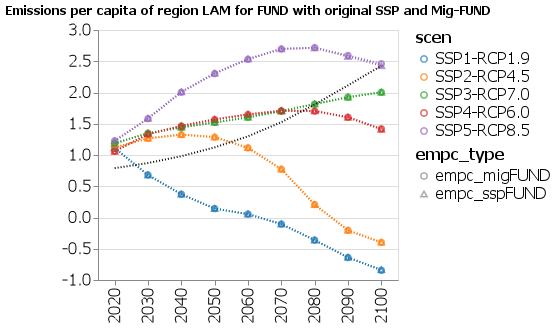 Emissions per capita of region LAM for FUND with original SSP and Mig-FUND
3.0
2.5
2.0
1.5
1.0
0.5
0.0
-0.5
-1.0
2020
2030
2040
2050
2060
2070
2080
2090
2100
scen
SSP1-RCP1.9
SSP2-RCP4.5
SSP3-RCP7.0
SSP4-RCP6.0
SSP5-RCP8.5
empc_type
empc_migFUND
empc_sspFUND